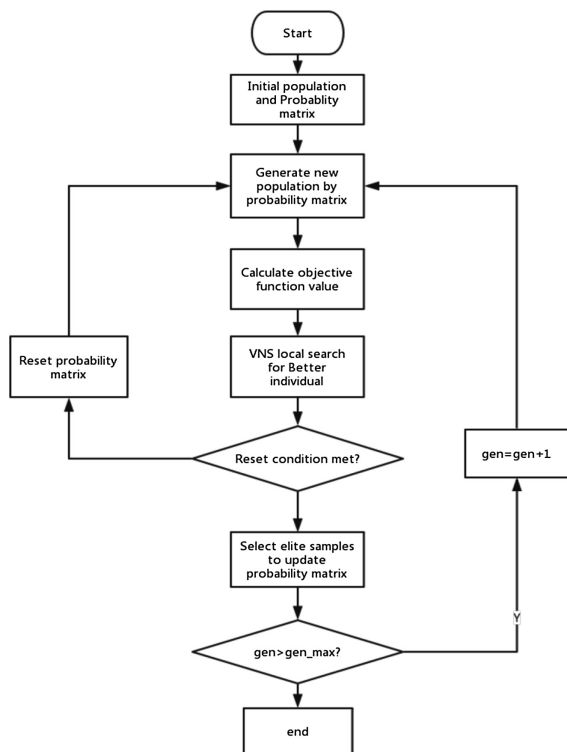 Start
Initial population
and Probablity
matrix
Generate new
population by
probability matrix
Calculate objective
function value
VNS local search
for Better
individual
Reset probability
matrix
Reset condition met?
gen=gen+1
Select elite samples
to update
probability matrix
Y
gen>gen_max?
end